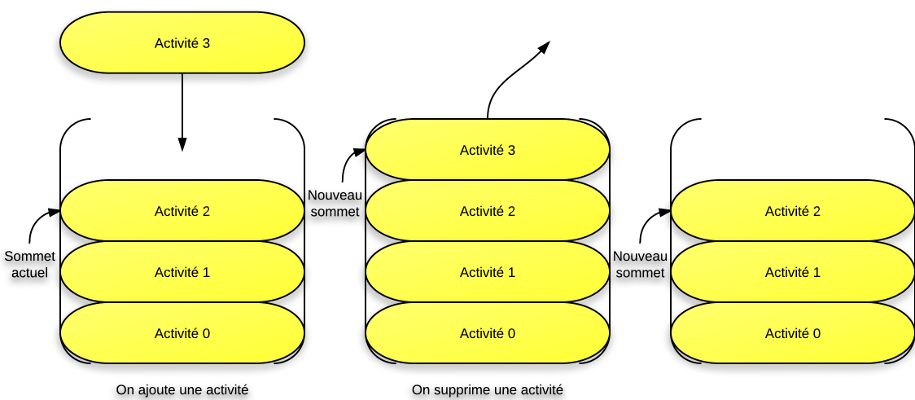 Activité 3
Activité 2
Sommet
actuel
Activité 1
Activité 0
On ajoute une activité
Activité 3
Nouveau
sommet
Activité 2
Activité 1
Activité 0
On supprime une activité
Activité 2
Nouveau
sommet
Activité 1
Activité 0